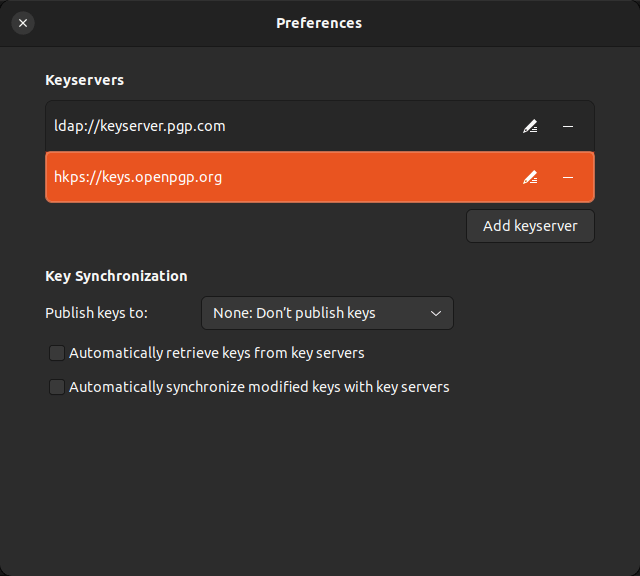 Preferences
Keyservers
ldap://keyserver.pgp.com
hkps://keys.openpgp.org
Add keyserver
Key Synchronization
Publish keys to: None: Don’t publish keys
Automatically retrieve keys from key servers
Automatically synchronize modified keys with key servers